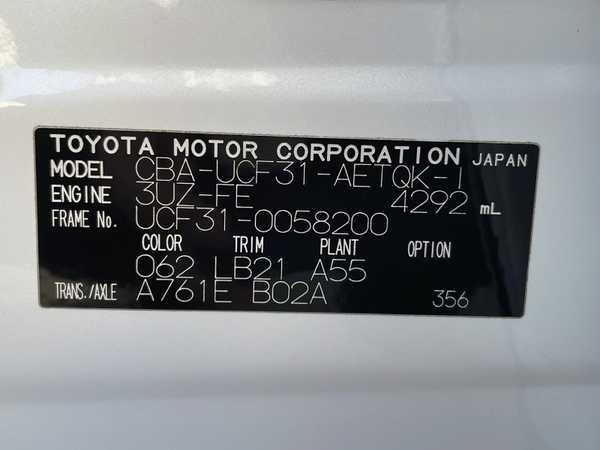 TOYOTA MOTOR CORPORATION JAPAN
MODEL CBA-UCF31-AETQK-I
ENGINE 3UZ-FE 4292 mL
FRAME No. UCF31-0058200
COLOR TRIM PLANT OPTION
062 LB21 A55
TRANS./AXLE A761E B02A 356